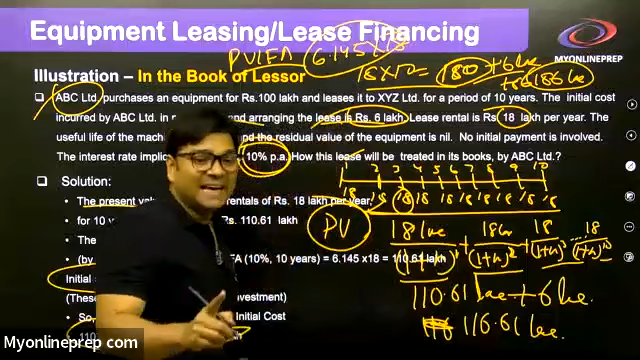 Equipment Leasing/Lease Financing
MYONLINEPREP
PVIFA 6.145 × 18
18 × 10 = 180
+ 6 lac
186 lac
Illustration – In the Book of Lessor
ABC Ltd. purchases an equipment for Rs.100 lakh and leases it to XYZ Ltd. for a period of 10 years. The initial cost
incurred by ABC Ltd. in and arranging the lease is Rs. 6 lakh. Lease rental is Rs 18 lakh per year. The
useful life of the mach and the residual value of the equipment is nil. No initial payment is involved.
The interest rate implic 10% p.a. How this lease will be treated in its books, by ABC Ltd.?
1 2 3 4 5 6 7 8 9 10
18 18 18 18 18 18 18 18 18 18
Solution:
The present val rentals of Rs. 18 lakh per year,
for 10 y Rs. 110.61 lakh
The
(by FA (10%, 10 years) = 6.145 x18 = 110.61 lakh
Initial
(These nvestment)
So, Initial Cost
110
PV
18 lac + 18 lac + 18 18
(1+r)¹ (1+r)² (1+r)³ (1+r)¹⁰
110.61 lac + 6 lac.
116.61 lac.
Myonlineprep.com